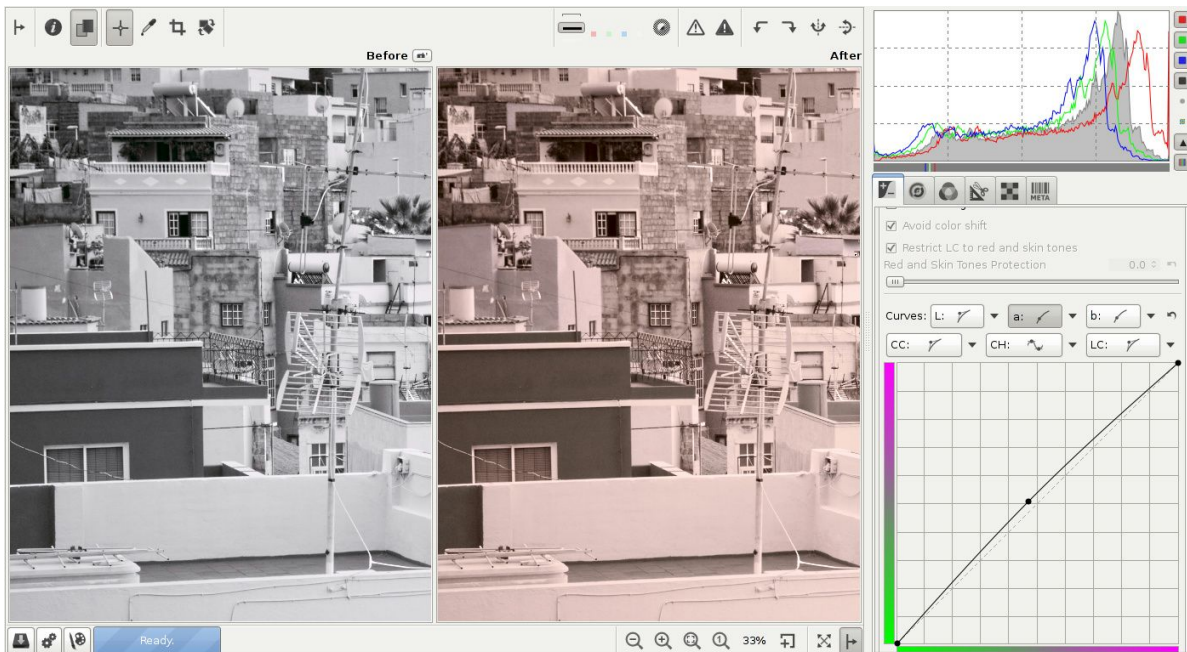 Before
After
META
Avoid color shift
Restrict LC to red and skin tones
Red and Skin Tones Protection 0.0
Curves: L: a: b:
CC: CH: LC:
Ready.
33%